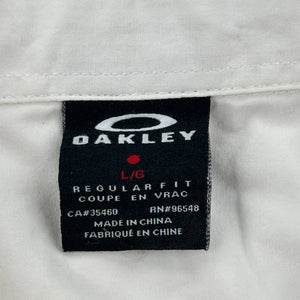 OAKLEY
L/G
REGULAR FIT
COUPE EN VRAC
CA#35460 RN#96548
MADE IN CHINA
FABRIQUÉ EN CHINE